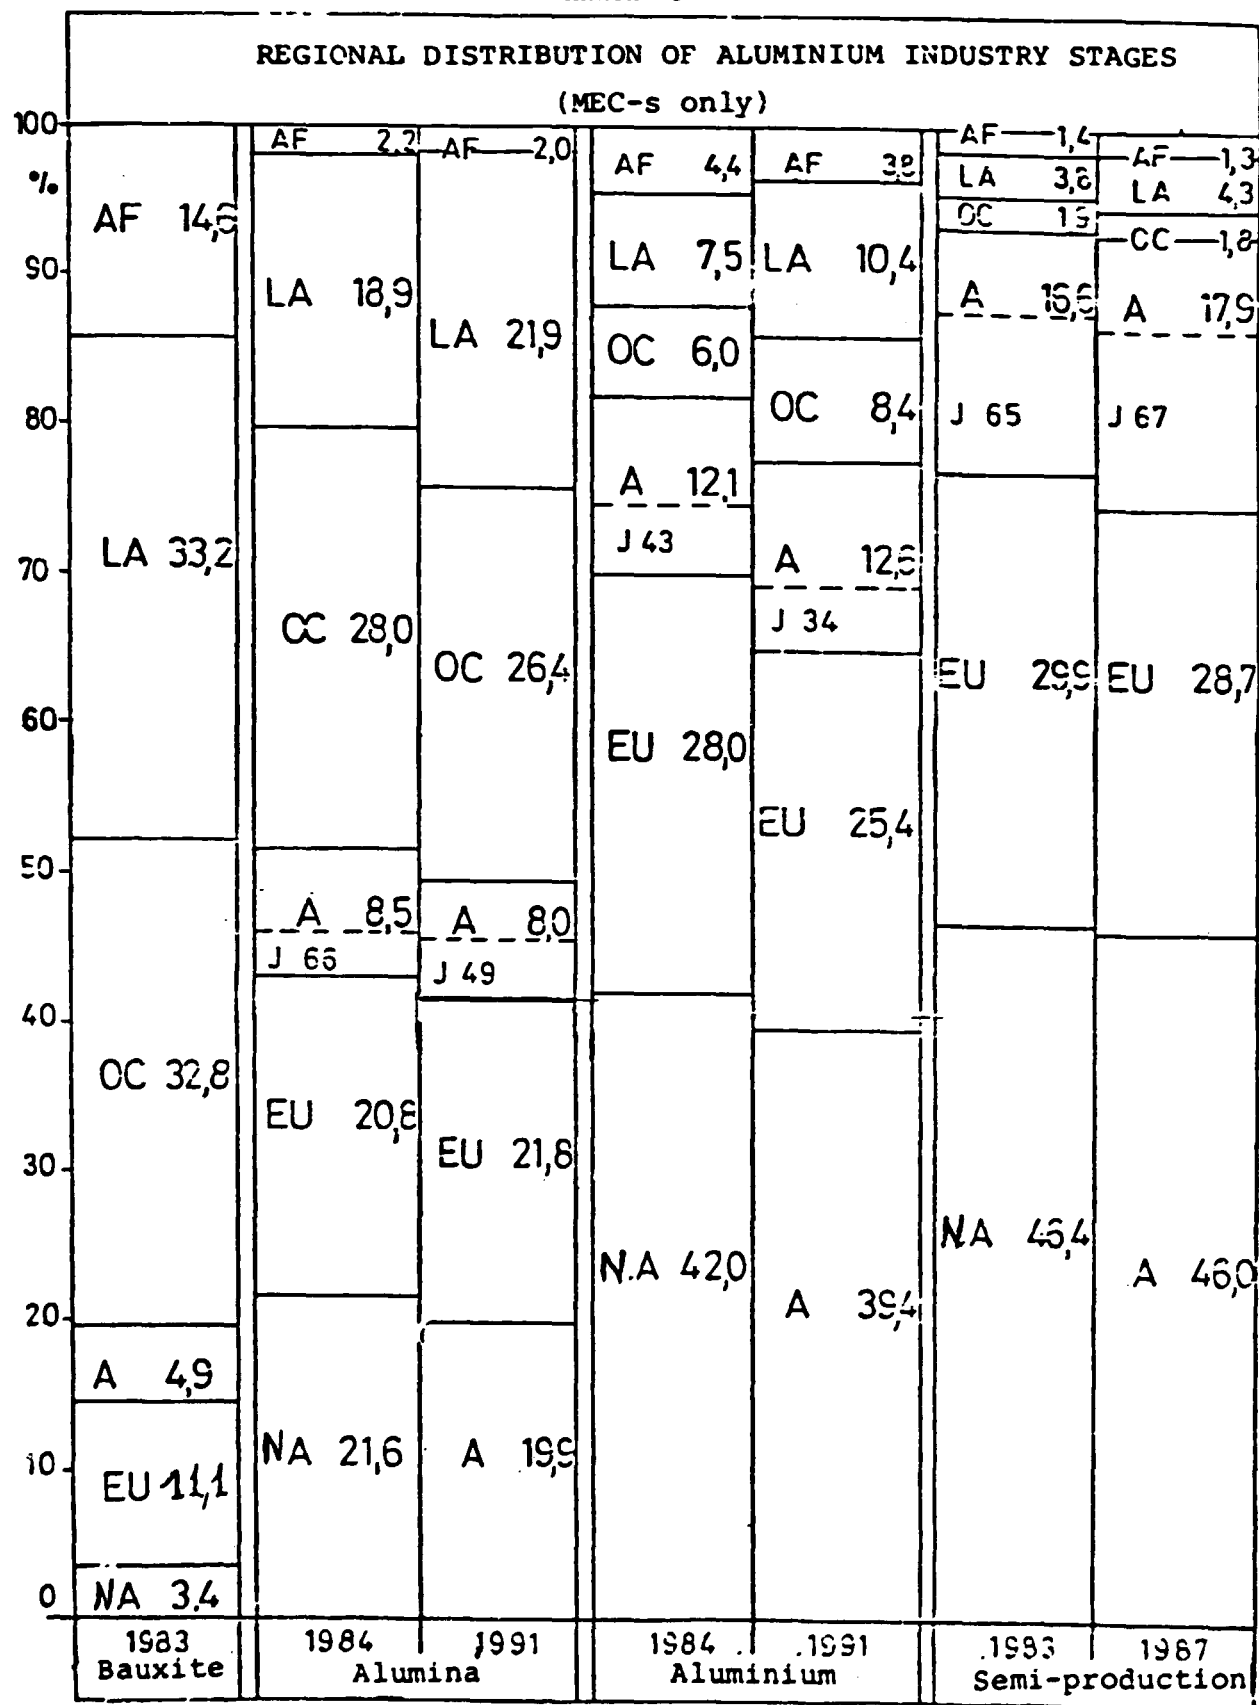 REGIONAL DISTRIBUTION OF ALUMINIUM INDUSTRY STAGES
(MEC-s only)
100
%
90
80
70
60
50
40
30
20
10
0
AF 14,6
LA 33,2
OC 32,8
A 4,9
EU 11,1
NA 3.4
1983
Bauxite
AF 2,2
LA 18,9
OC 28,0
A 8,5
J 66
EU 20,8
NA 21,6
1984
AF 2,0
LA 21,9
OC 26,4
A 8,0
J 49
EU 21,8
A 19,9
1991
Alumina
AF 4,4
LA 7,5
OC 6,0
A 12,1
J 43
EU 28,0
N.A 42,0
1984
AF 3,8
LA 10,4
OC 8,4
A 12,6
J 34
EU 25,4
A 39,4
1991
Aluminium
AF 1,4
LA 3,8
OC 1,9
A 16,6
J 65
EU 29,9
NA 46,4
1983
AF 1,3
LA 4,3
OC 1,8
A 17,9
J 67
EU 28,7
A 46,0
1987
Semi-production